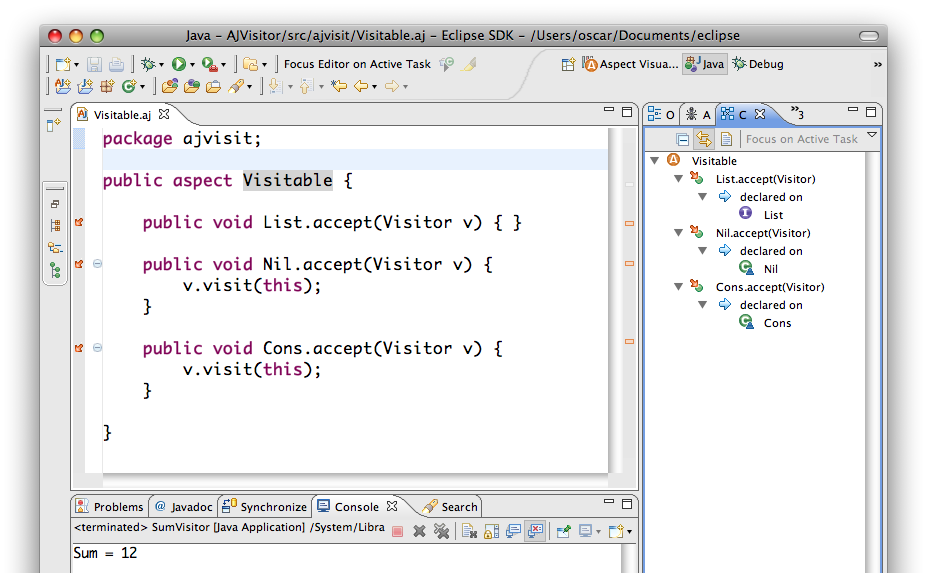 Java – AJVisitor/src/ajvisit/Visitable.aj – Eclipse SDK – /Users/oscar/Documents/eclipse
Focus Editor on Active Task
Aspect Visua... Java Debug »
Visitable.aj
package ajvisit;
public aspect Visitable {
public void List.accept(Visitor v) { }
public void Nil.accept(Visitor v) {
v.visit(this);
}
public void Cons.accept(Visitor v) {
v.visit(this);
}
}
O A C »3
Focus on Active Task
Visitable
List.accept(Visitor)
declared on
List
Nil.accept(Visitor)
declared on
Nil
Cons.accept(Visitor)
declared on
Cons
Problems @ Javadoc Synchronize Console Search
<terminated> SumVisitor [Java Application] /System/Libra
Sum = 12